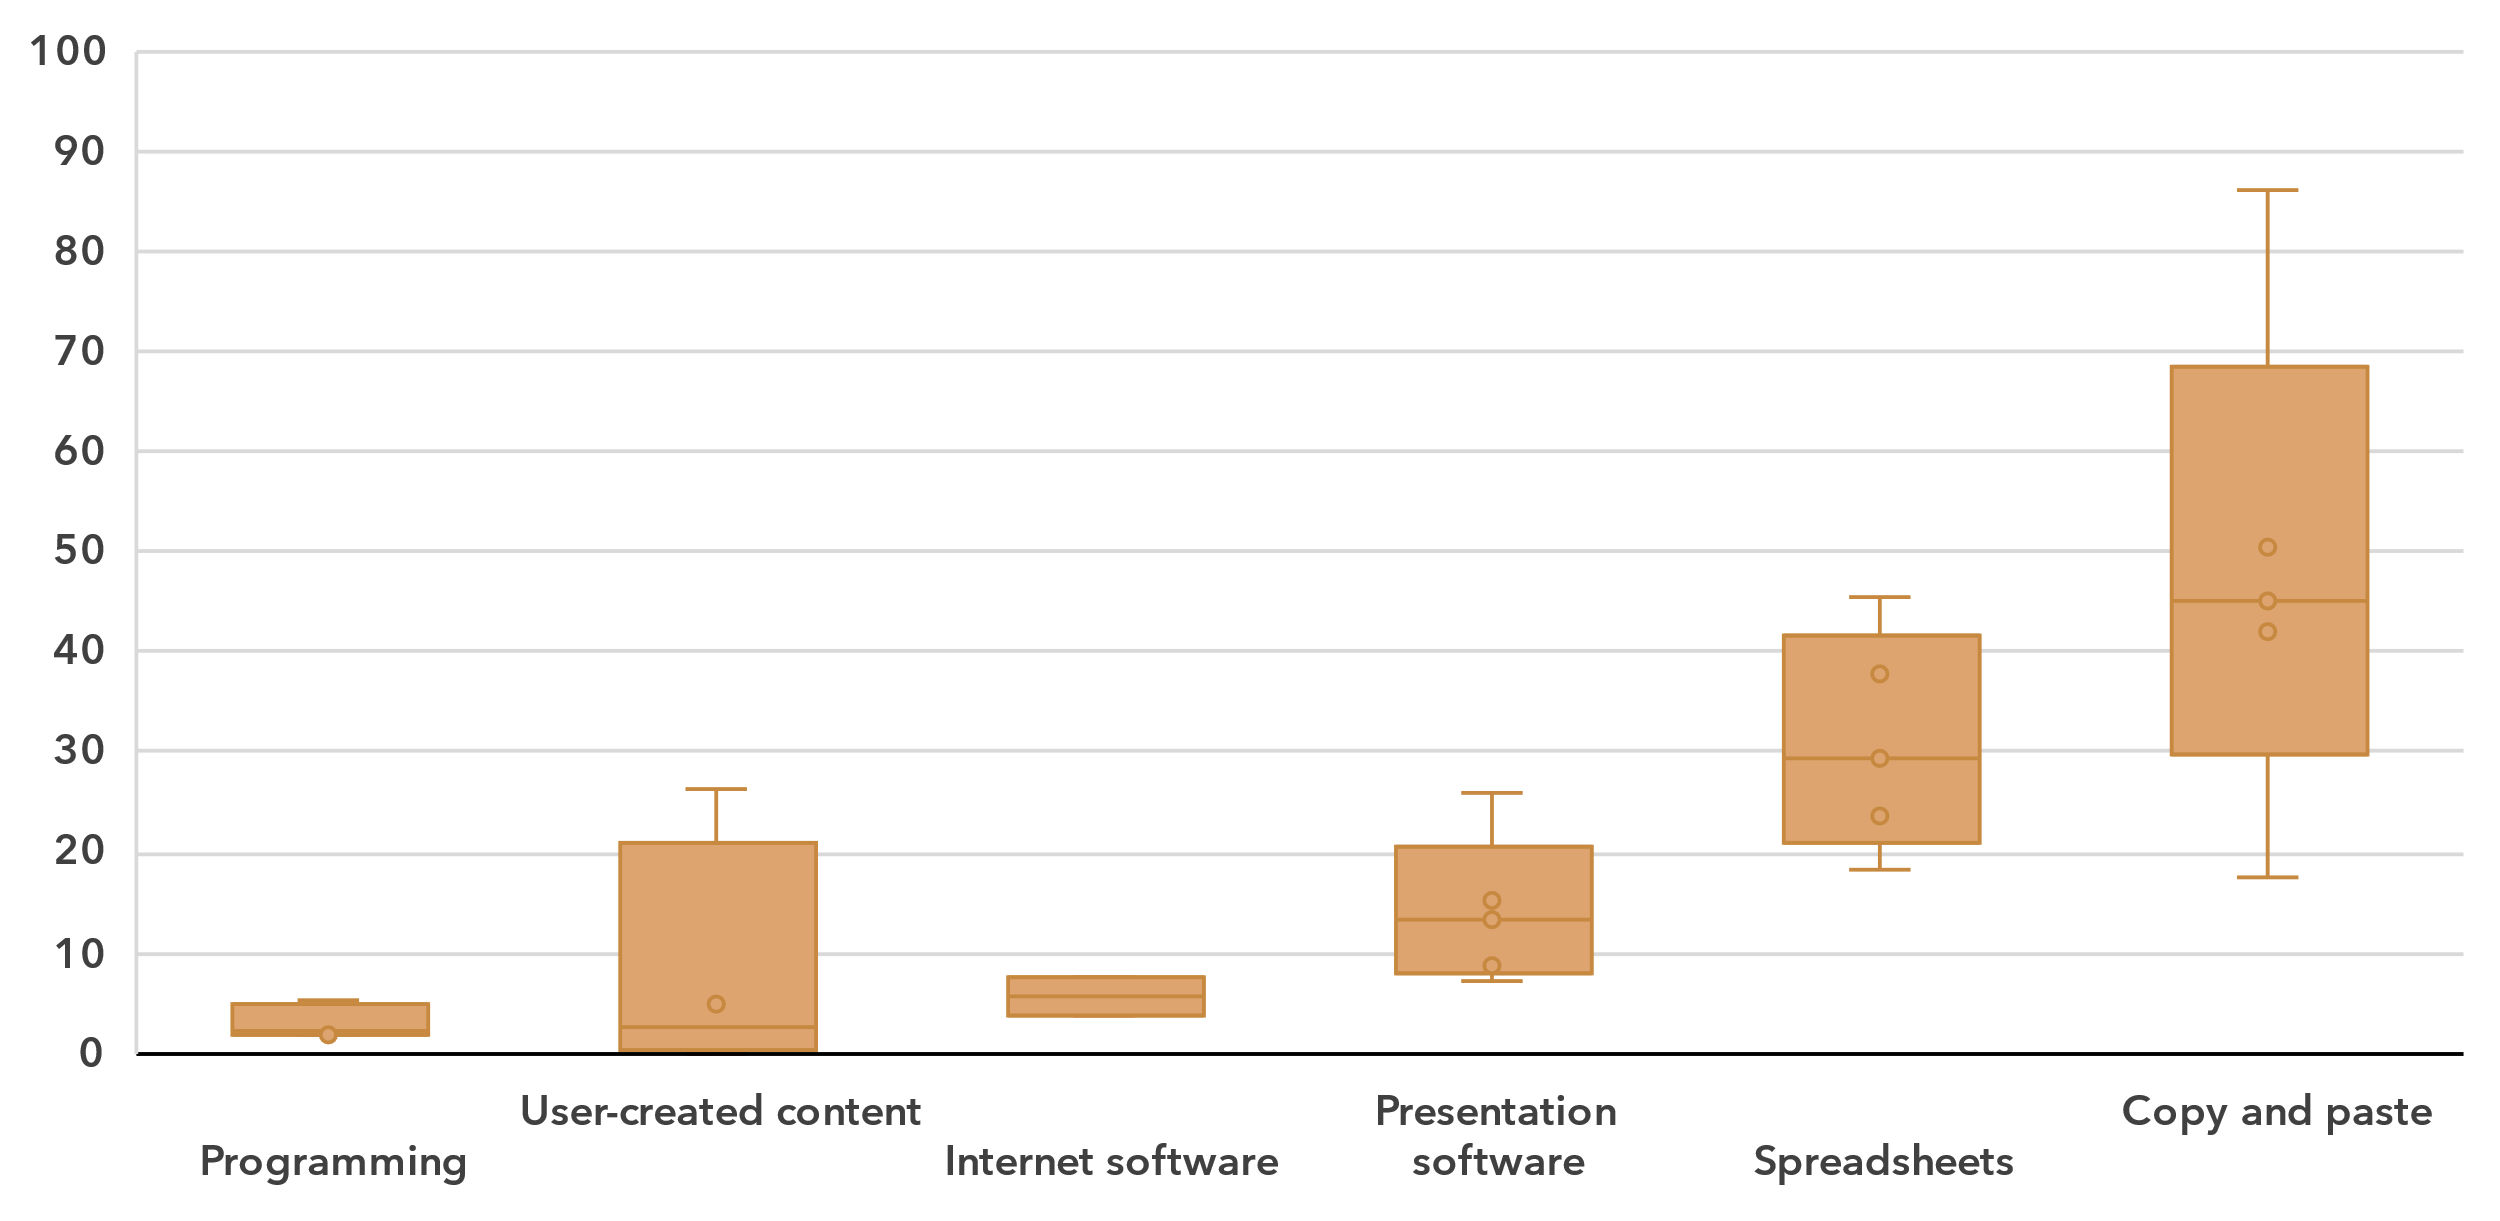 100
90
80
70
60
50
40
30
20
10
0
Programming
User-created content
Internet software
Presentation
software
Spreadsheets
Copy and paste